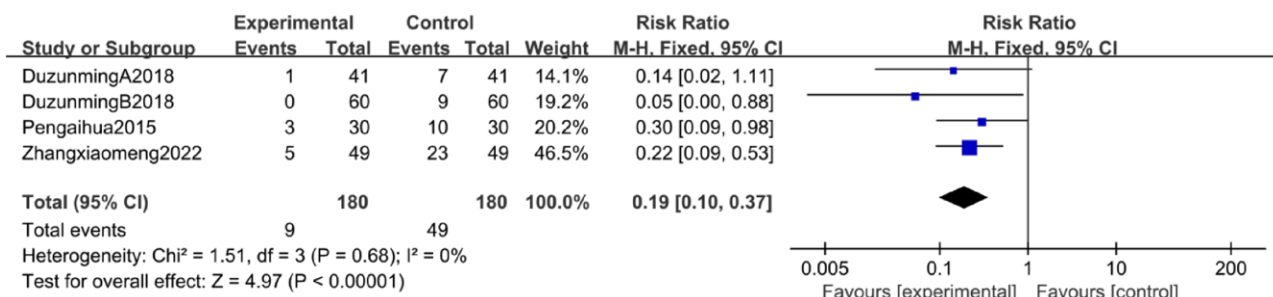 Experimental Control Risk Ratio Risk Ratio
Study or Subgroup Events Total Events Total Weight M-H, Fixed, 95% CI M-H, Fixed, 95% CI
DuzunmingA2018 1 41 7 41 14.1% 0.14 [0.02, 1.11]
DuzunmingB2018 0 60 9 60 19.2% 0.05 [0.00, 0.88]
Pengaihua2015 3 30 10 30 20.2% 0.30 [0.09, 0.98]
Zhangxiaomeng2022 5 49 23 49 46.5% 0.22 [0.09, 0.53]
Total (95% CI) 180 180 100.0% 0.19 [0.10, 0.37]
Total events 9 49
Heterogeneity: Chi² = 1.51, df = 3 (P = 0.68); I² = 0%
Test for overall effect: Z = 4.97 (P < 0.00001)
0.005 0.1 1 10 200
Favours [experimental] Favours [control]